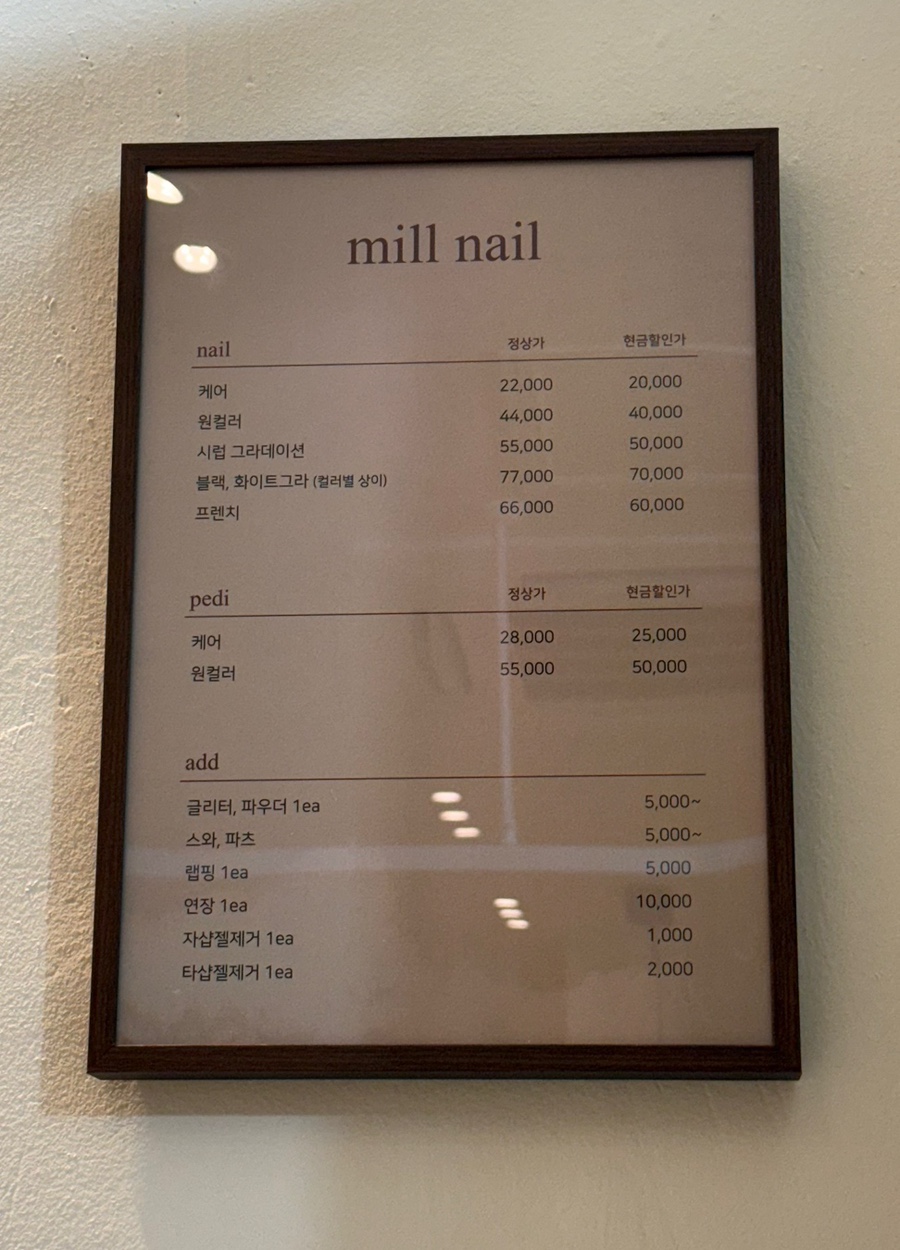 mill nail
nail 정상가 현금할인가
케어 22,000 20,000
원컬러 44,000 40,000
시럽 그라데이션 55,000 50,000
블랙, 화이트그라 (컬러별 상이) 77,000 70,000
프렌치 66,000 60,000
pedi 정상가 현금할인가
케어 28,000 25,000
원컬러 55,000 50,000
add
글리터, 파우더 1ea 5,000~
스와, 파츠 5,000~
랩핑 1ea 5,000
연장 1ea 10,000
자샵젤제거 1ea 1,000
타샵젤제거 1ea 2,000